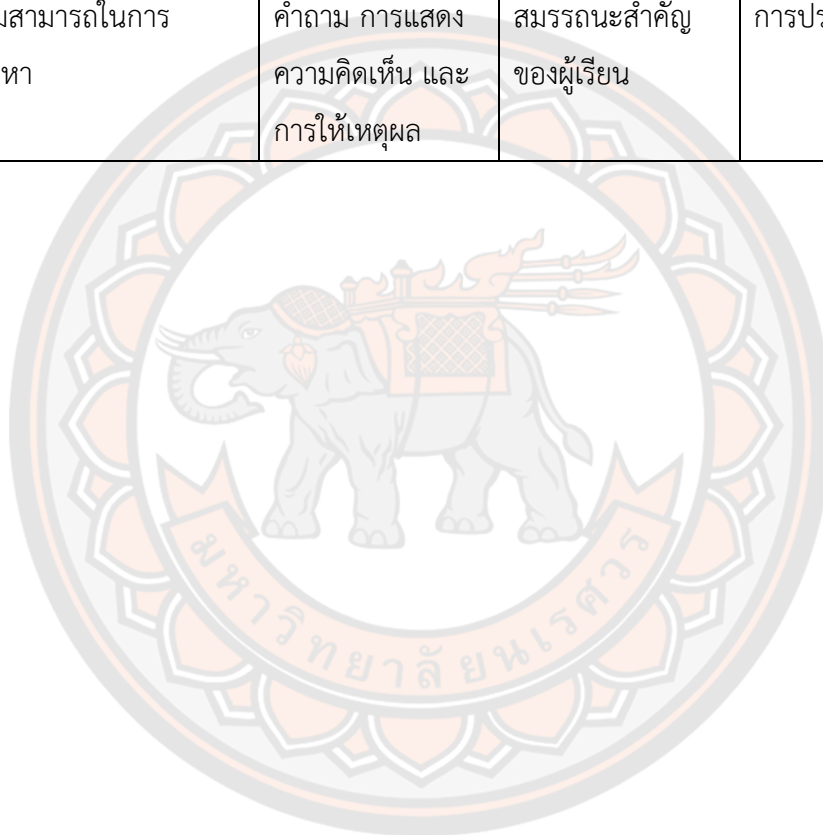 มสามารถในการ
หา
คำถาม การแสดง
ความคิดเห็น และ
การให้เหตุผล
สมรรถนะสำคัญ
ของผู้เรียน
การปร
มหาวิทยาลัยนเรศวร